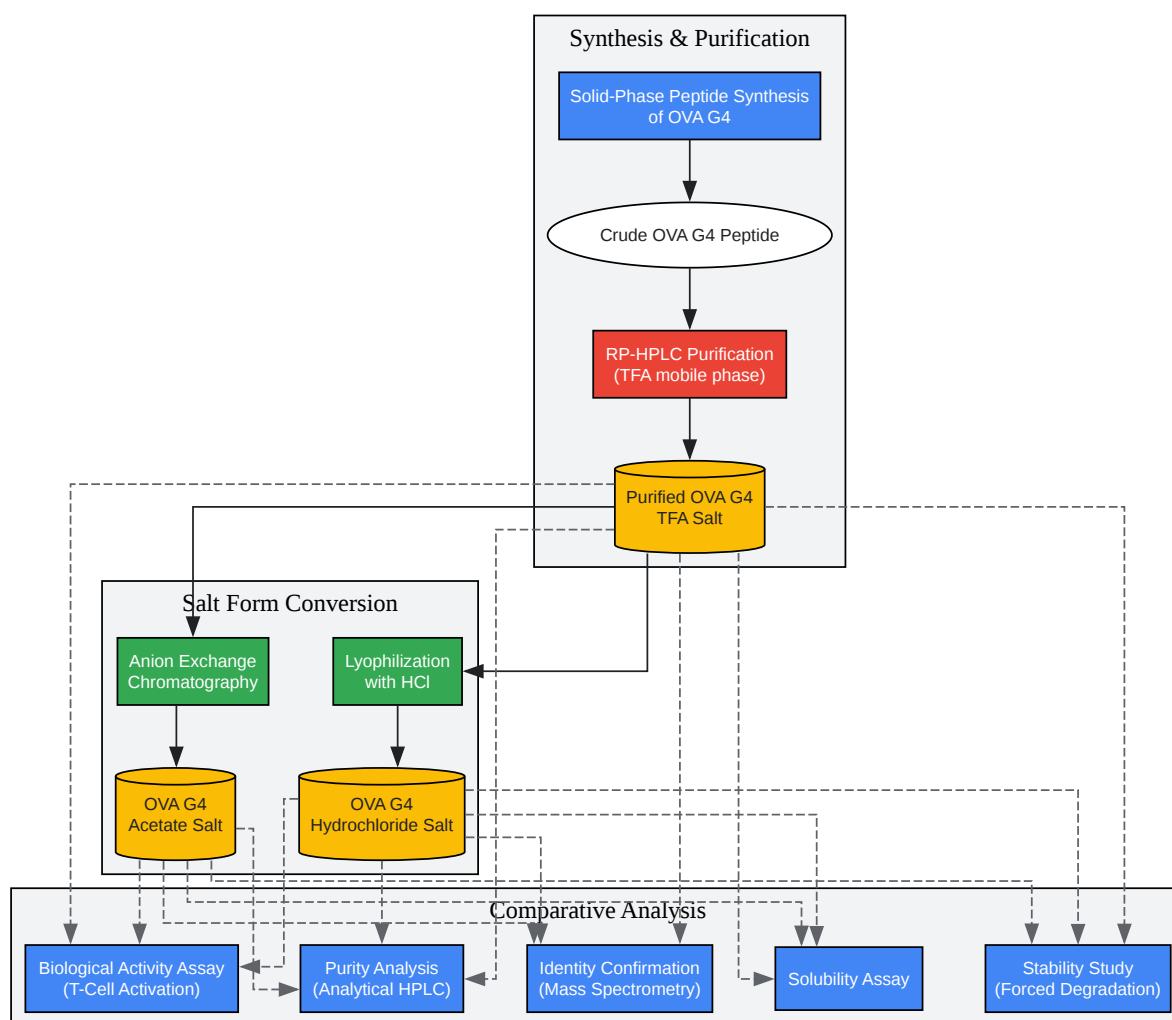 Synthesis & Purification
Solid-Phase Peptide Synthesis
of OVA G4
Crude OVA G4 Peptide
RP-HPLC Purification
(TFA mobile phase)
Purified OVA G4
TFA Salt
Salt Form Conversion
Anion Exchange
Chromatography
Lyophilization
with HCl
OVA G4
Acetate Salt
OVA G4
Hydrochloride Salt
Comparative Analysis
Biological Activity Assay
(T-Cell Activation)
Purity Analysis
(Analytical HPLC)
Identity Confirmation
(Mass Spectrometry)
Solubility Assay
Stability Study
(Forced Degradation)